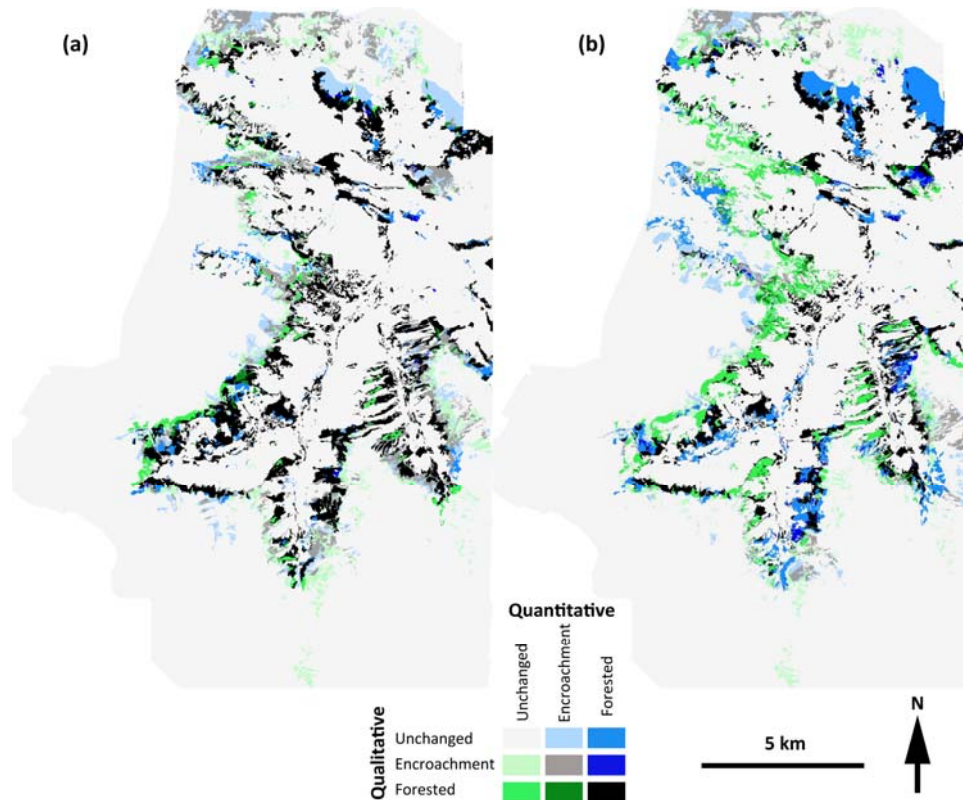 (a)
(b)
Quantitative
Unchanged
Encroachment
Forested
Qualitative
Unchanged
Encroachment
Forested
5 km
N